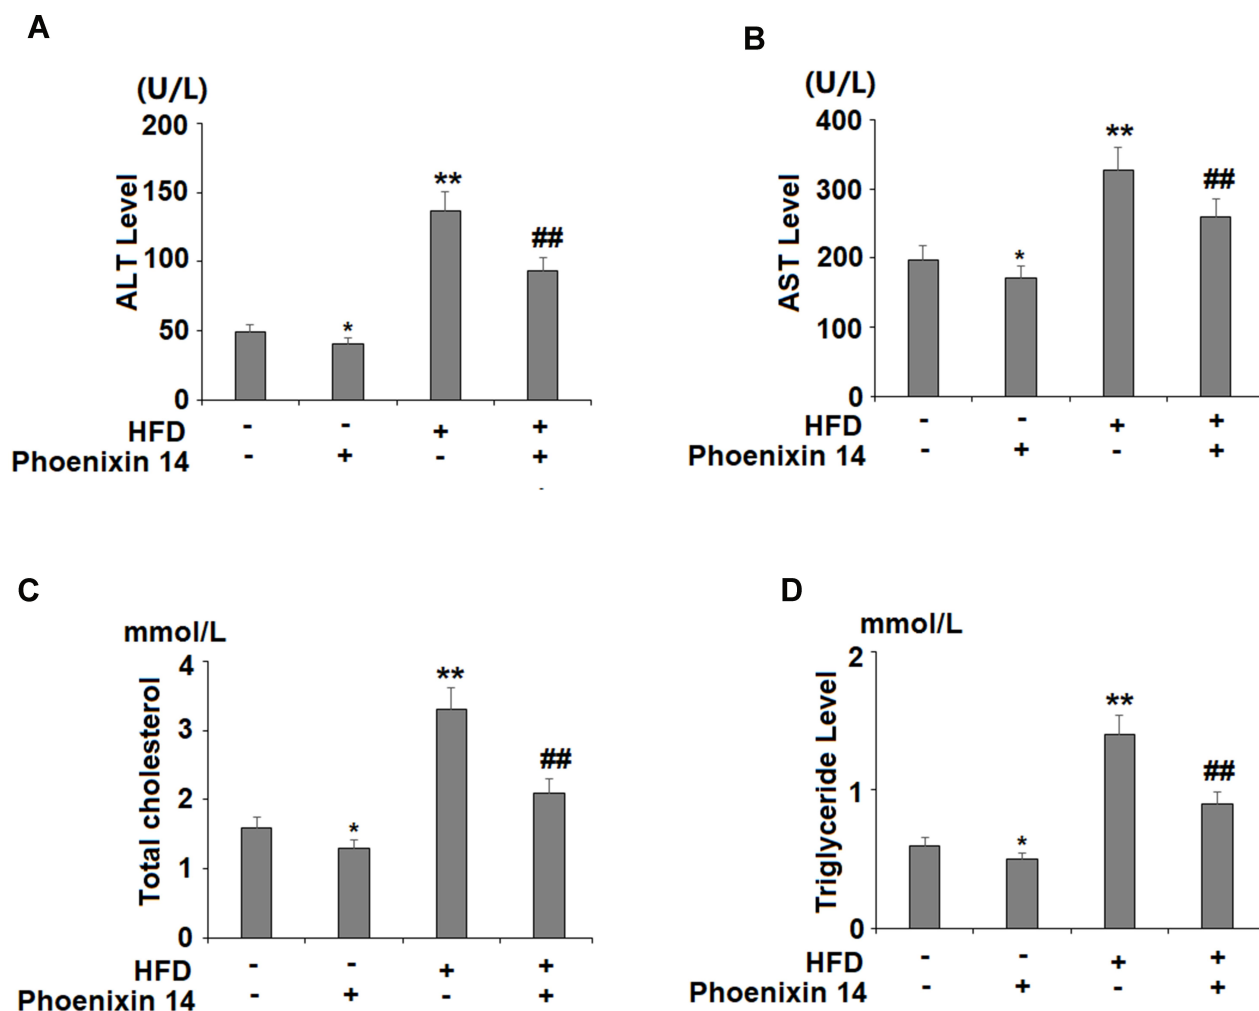 A
(U/L)
ALT Level
200
150
100
50
0
**
##
*
HFD - - + +
Phoenixin 14 - + - +
B
(U/L)
AST Level
400
300
200
100
0
**
##
*
HFD - - + +
Phoenixin 14 - + - +
C
mmol/L
Total cholesterol
4
3
2
1
0
**
##
*
HFD - - + +
Phoenixin 14 - + - +
D
mmol/L
Triglyceride Level
2
1
0
**
##
*
HFD - - + +
Phoenixin 14 - + - +